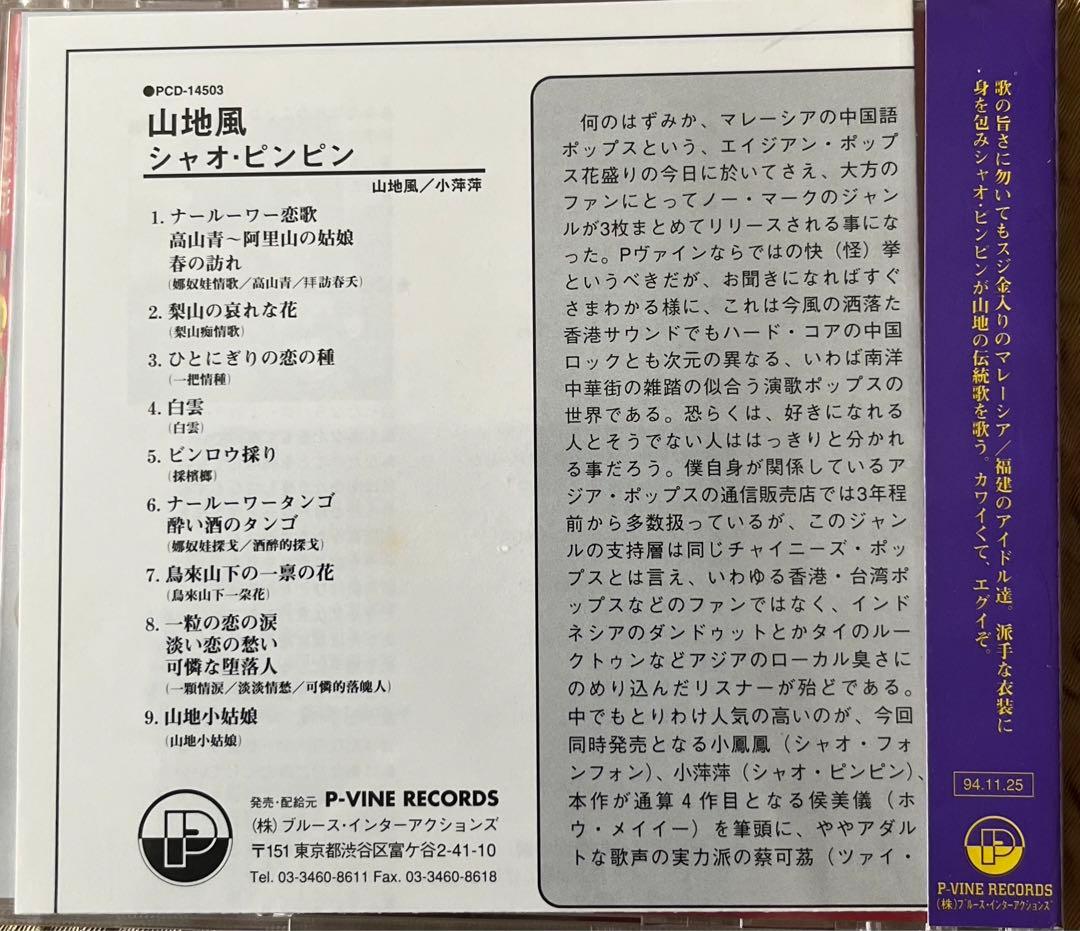 ●PCD-14503
山地風
シャオ・ピンピン
山地風／小萍萍
1. ナールーワー恋歌
高山青〜阿里山の姑娘
春の訪れ
(娜奴娃情歌／高山青／拜訪春天)
2. 梨山の哀れな花
(梨山痴情歌)
3. ひとにぎりの恋の種
(一把情種)
4. 白雲
(白雲)
5. ビンロウ採り
(採檳榔)
6. ナールーワータンゴ
酔い酒のタンゴ
(娜奴娃探戈／酒醉的探戈)
7. 鳥來山下の一禀の花
(鳥來山下一朶花)
8. 一粒の恋の涙
淡い恋の愁い
可憐な堕落人
(一顆情涙／淡淡情愁／可憐的落魄人)
9. 山地小姑娘
(山地小姑娘)
発売・配給元 P-VINE RECORDS
(株)ブルース・インターアクションズ
〒151 東京都渋谷区富ケ谷2-41-10
Tel. 03-3460-8611 Fax. 03-3460-8618
何のはずみか、マレーシアの中国語
ポップスという、エイジアン・ポップ
ス花盛りの今日に於いてさえ、大方の
ファンにとってノー・マークのジャン
ルが3枚まとめてリリースされる事にな
った。Pヴァインならではの快（怪）挙
というべきだが、お聞きになればすぐ
さまわかる様に、これは今風の洒落た
香港サウンドでもハード・コアの中国
ロックとも次元の異なる、いわば南洋
中華街の雑踏の似合う演歌ポップスの
世界である。恐らくは、好きになれる
人とそうでない人ははっきりと分かれ
る事だろう。僕自身が関係しているア
ジア・ポップスの通信販売店では3年程
前から多数扱っているが、このジャン
ルの支持層は同じチャイニーズ・ポッ
プスとは言え、いわゆる香港・台湾ポ
ップスなどのファンではなく、インド
ネシアのダンドゥットとかタイのルー
クトゥンなどアジアのローカル臭さに
のめり込んだリスナーが殆どである。
中でもとりわけ人気の高いのが、今回
同時発売となる小鳳鳳（シャオ・フォ
ンフォン）、小萍萍（シャオ・ピンピン）、
本作が通算４作目となる侯美儀（ホ
ウ・メイイー）を筆頭に、ややアダル
トな歌声の実力派の蔡可荔（ツァイ・
歌の旨さに勿いてもスジ金入りのマレーシア／福建のアイドル達。派手な衣装に
身を包みシャオ・ピンピンが山地の伝統歌を歌う。カワイくて、エグイぞ。
94.11.25
P-VINE RECORDS
(株)ブルース・インターアクションズ